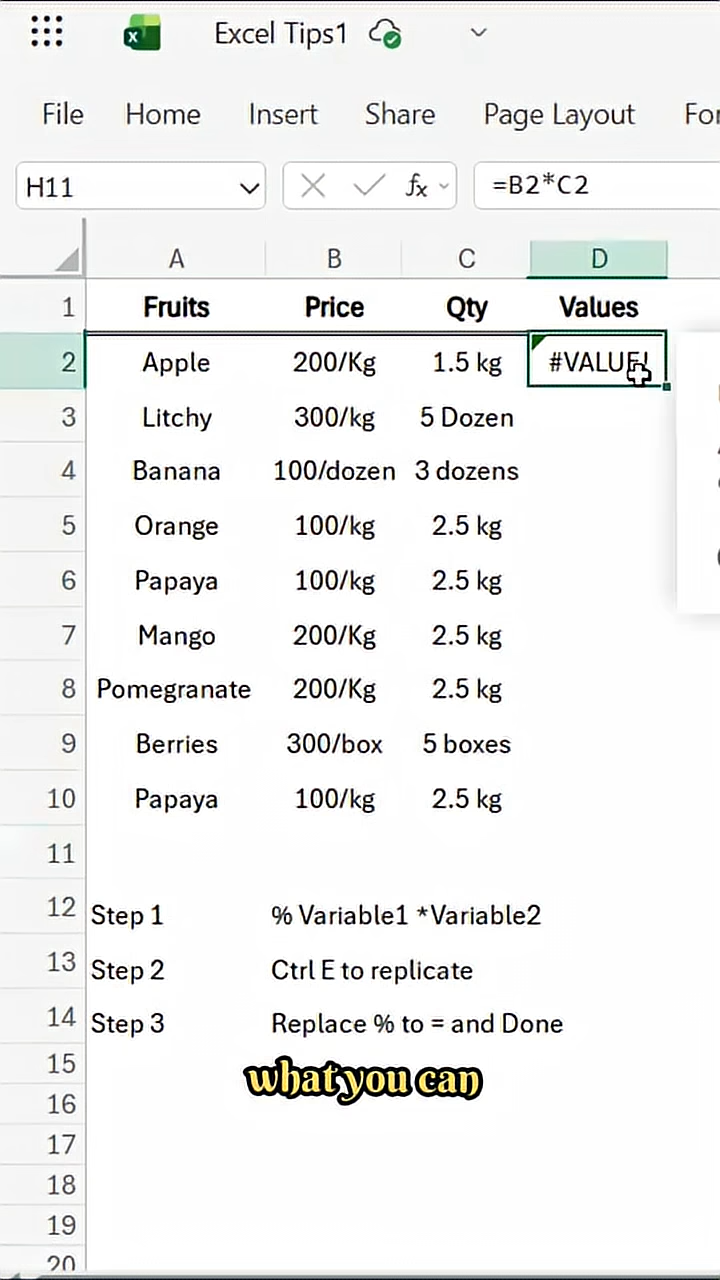 Excel Tips1
File Home Insert Share Page Layout
H11 fx =B2*C2
A B C D
1 Fruits Price Qty Values
2 Apple 200/Kg 1.5 kg #VALUE!
3 Litchy 300/kg 5 Dozen
4 Banana 100/dozen 3 dozens
5 Orange 100/kg 2.5 kg
6 Papaya 100/kg 2.5 kg
7 Mango 200/Kg 2.5 kg
8 Pomegranate 200/Kg 2.5 kg
9 Berries 300/box 5 boxes
10 Papaya 100/kg 2.5 kg
11
12 Step 1 % Variable1 *Variable2
13 Step 2 Ctrl E to replicate
14 Step 3 Replace % to = and Done
15
what you can
16
17
18
19
20